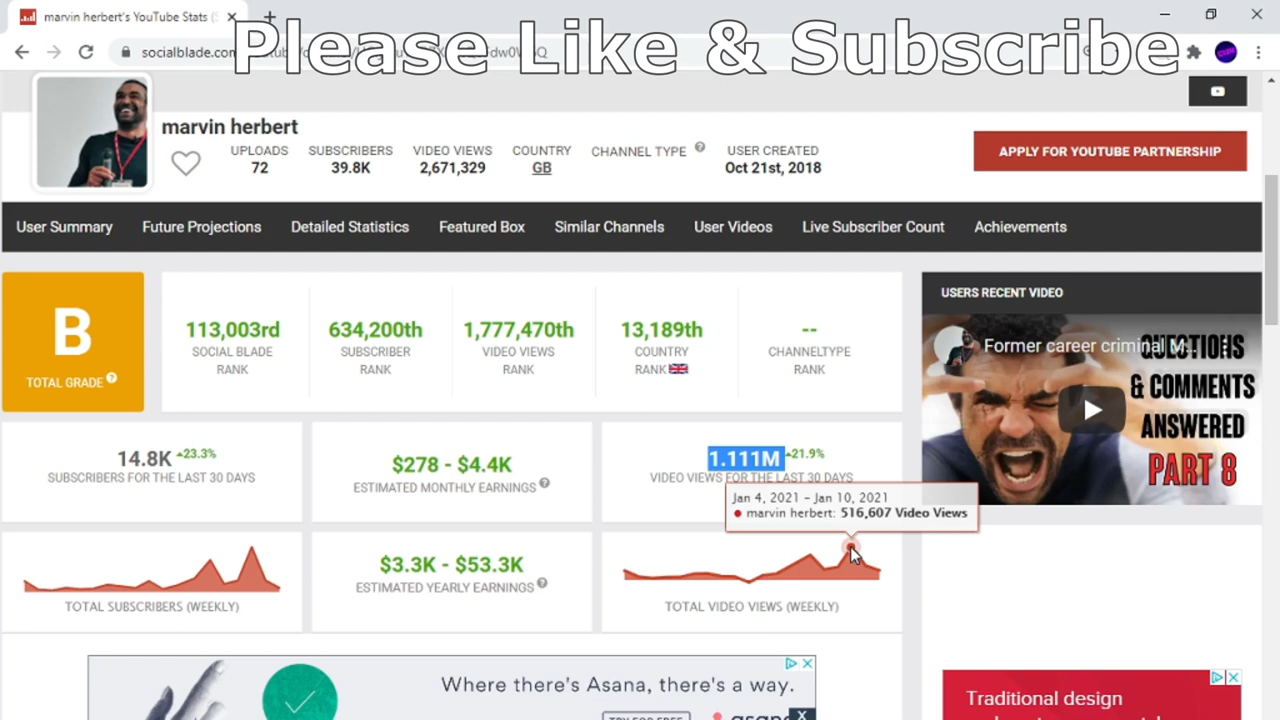 marvin herbert's YouTube Stats (S
Please Like & Subscribe
socialblade.com
marvin herbert
UPLOADS
72
SUBSCRIBERS
39.8K
VIDEO VIEWS
2,671,329
COUNTRY
GB
CHANNEL TYPE
USER CREATED
Oct 21st, 2018
APPLY FOR YOUTUBE PARTNERSHIP
User Summary
Future Projections
Detailed Statistics
Featured Box
Similar Channels
User Videos
Live Subscriber Count
Achievements
B
TOTAL GRADE
113,003rd
SOCIAL BLADE
RANK
634,200th
SUBSCRIBER
RANK
1,777,470th
VIDEO VIEWS
RANK
13,189th
COUNTRY
RANK
--
CHANNELTYPE
RANK
USERS RECENT VIDEO
Former career criminal M...
QUESTIONS
& COMMENTS
ANSWERED
PART 8
14.8K 23.3%
SUBSCRIBERS FOR THE LAST 30 DAYS
$278 - $4.4K
ESTIMATED MONTHLY EARNINGS
1.111M 21.9%
VIDEO VIEWS FOR THE LAST 30 DAYS
Jan 4, 2021 - Jan 10, 2021
marvin herbert: 516,607 Video Views
TOTAL SUBSCRIBERS (WEEKLY)
$3.3K - $53.3K
ESTIMATED YEARLY EARNINGS
TOTAL VIDEO VIEWS (WEEKLY)
Where there's Asana, there's a way.
TRY FOR FREE
asana
Traditional design